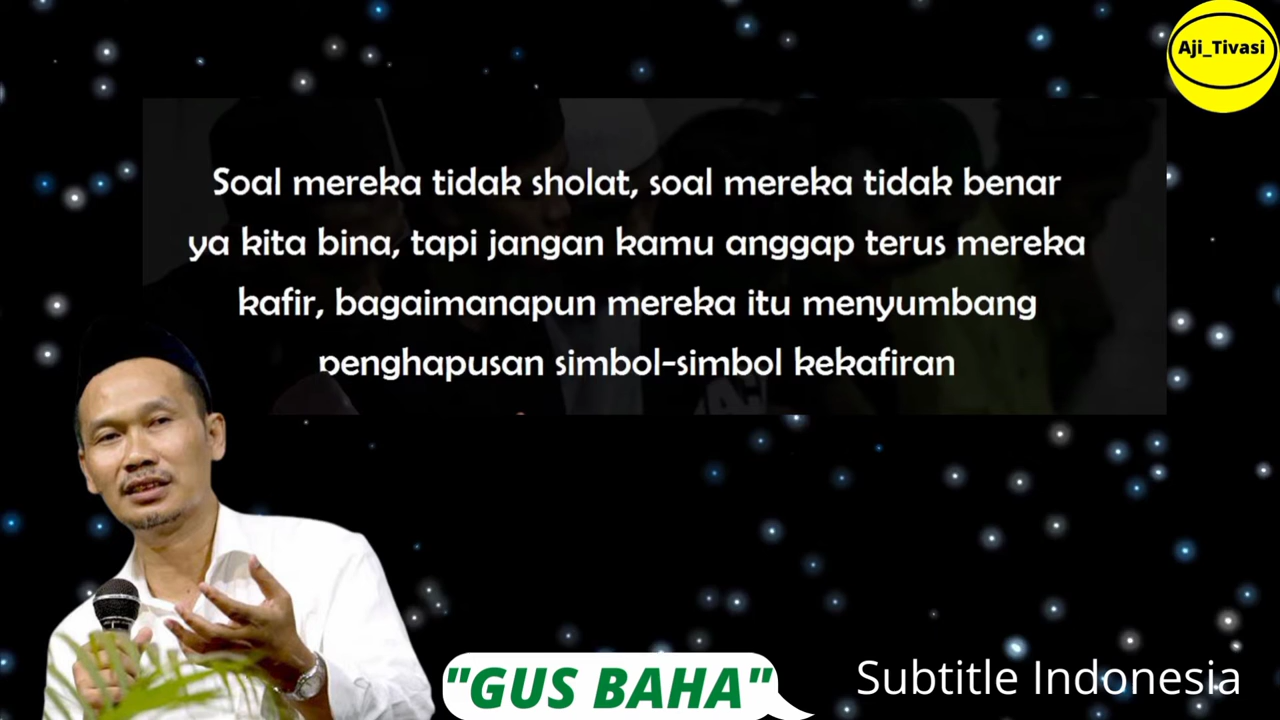 Aji_Tivasi
Soal mereka tidak sholat, soal mereka tidak benar
ya kita bina, tapi jangan kamu anggap terus mereka
kafir, bagaimanapun mereka itu menyumbang
penghapusan simbol-simbol kekafiran
"GUS BAHA"
Subtitle Indonesia